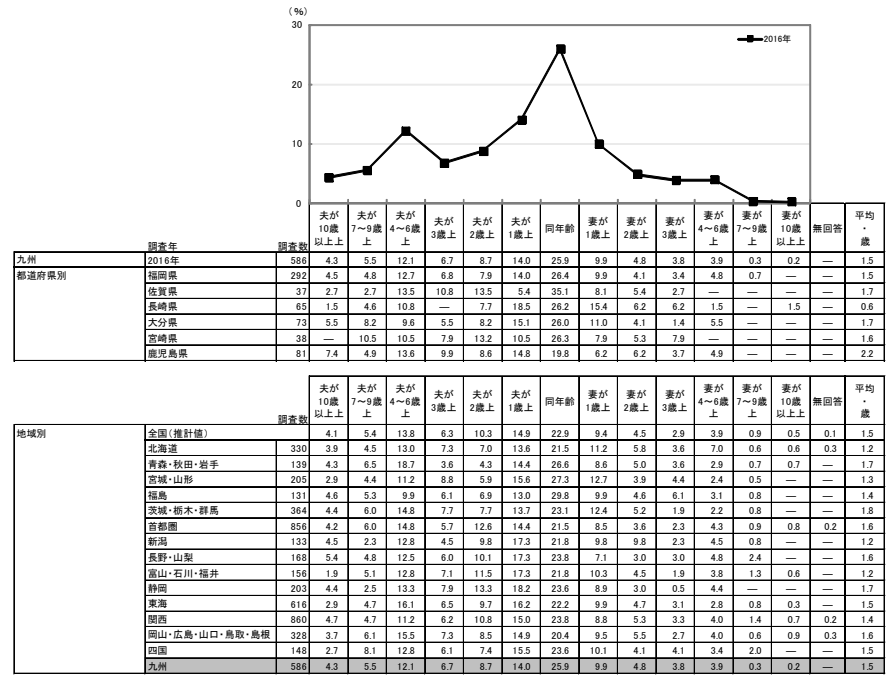 （％）
30
20
10
0
2016年
調査年 調査数 夫が10歳以上上 夫が7～9歳上 夫が4～6歳上 夫が3歳上 夫が2歳上 夫が1歳上 同年齢 妻が1歳上 妻が2歳上 妻が3歳上 妻が4～6歳上 妻が7～9歳上 妻が10歳以上上 無回答 平均・歳
九州 2016年 586 4.3 5.5 12.1 6.7 8.7 14.0 25.9 9.9 4.8 3.8 3.9 0.3 0.2 ― 1.5
都道府県別 福岡県 292 4.5 4.8 12.7 6.8 7.9 14.0 26.4 9.9 4.1 3.4 4.8 0.7 ― ― 1.5
佐賀県 37 2.7 2.7 13.5 10.8 13.5 5.4 35.1 8.1 5.4 2.7 ― ― ― ― 1.7
長崎県 65 1.5 4.6 10.8 ― 7.7 18.5 26.2 15.4 6.2 6.2 1.5 ― 1.5 ― 0.6
大分県 73 5.5 8.2 9.6 5.5 8.2 15.1 26.0 11.0 4.1 1.4 5.5 ― ― ― 1.7
宮崎県 38 ― 10.5 10.5 7.9 13.2 10.5 26.3 7.9 5.3 7.9 ― ― ― ― 1.6
鹿児島県 81 7.4 4.9 13.6 9.9 8.6 14.8 19.8 6.2 6.2 3.7 4.9 ― ― ― 2.2
調査数 夫が10歳以上上 夫が7～9歳上 夫が4～6歳上 夫が3歳上 夫が2歳上 夫が1歳上 同年齢 妻が1歳上 妻が2歳上 妻が3歳上 妻が4～6歳上 妻が7～9歳上 妻が10歳以上上 無回答 平均・歳
地域別 全国（推計値） 4.1 5.4 13.8 6.3 10.3 14.9 22.9 9.4 4.5 2.9 3.9 0.9 0.5 0.1 1.5
北海道 330 3.9 4.5 13.0 7.3 7.0 13.6 21.5 11.2 5.8 3.6 7.0 0.6 0.6 0.3 1.2
青森・秋田・岩手 139 4.3 6.5 18.7 3.6 4.3 14.4 26.6 8.6 5.0 3.6 2.9 0.7 0.7 ― 1.7
宮城・山形 205 2.9 4.4 11.2 8.8 5.9 15.6 27.3 12.7 3.9 4.4 2.4 0.5 ― ― 1.3
福島 131 4.6 5.3 9.9 6.1 6.9 13.0 29.8 9.9 4.6 6.1 3.1 0.8 ― ― 1.4
茨城・栃木・群馬 364 4.4 6.0 14.8 7.7 7.7 13.7 23.1 12.4 5.2 1.9 2.2 0.8 ― ― 1.8
首都圏 856 4.2 6.0 14.8 5.7 12.6 14.4 21.5 8.5 3.6 2.3 4.3 0.9 0.8 0.2 1.6
新潟 133 4.5 2.3 12.8 4.5 9.8 17.3 21.8 9.8 9.8 2.3 4.5 0.8 ― ― 1.2
長野・山梨 168 5.4 4.8 12.5 6.0 10.1 17.3 23.8 7.1 3.0 3.0 4.8 2.4 ― ― 1.6
富山・石川・福井 156 1.9 5.1 12.8 7.1 11.5 17.3 21.8 10.3 4.5 1.9 3.8 1.3 0.6 ― 1.2
静岡 203 4.4 2.5 13.3 7.9 13.3 18.2 23.6 8.9 3.0 0.5 4.4 ― ― ― 1.7
東海 616 2.9 4.7 16.1 6.5 9.7 16.2 22.2 9.9 4.7 3.1 2.8 0.8 0.3 ― 1.5
関西 860 4.7 4.7 11.2 6.2 10.8 15.0 23.8 8.8 5.3 3.3 4.0 1.4 0.7 0.2 1.4
岡山・広島・山口・鳥取・島根 328 3.7 6.1 15.5 7.3 8.5 14.9 20.4 9.5 5.5 2.7 4.0 0.6 0.9 0.3 1.6
四国 148 2.7 8.1 12.8 6.1 7.4 15.5 23.6 10.1 4.1 4.1 3.4 2.0 ― ― 1.5
九州 586 4.3 5.5 12.1 6.7 8.7 14.0 25.9 9.9 4.8 3.8 3.9 0.3 0.2 ― 1.5